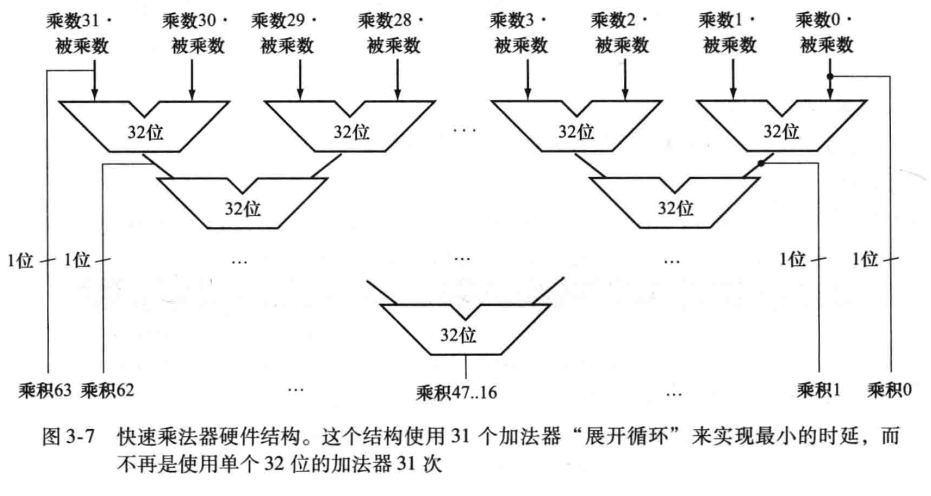 乘数31· 乘数30· 乘数29· 乘数28· 乘数3· 乘数2· 乘数1· 乘数0·
被乘数 被乘数 被乘数 被乘数 被乘数 被乘数 被乘数 被乘数
32位 32位 ... 32位 32位
32位 32位
1位 1位 ... ... ... 1位 1位
32位
乘积63 乘积62 ... 乘积47..16 ... 乘积1 乘积0
图 3-7 快速乘法器硬件结构。这个结构使用 31 个加法器“展开循环”来实现最小的时延，而
不再是使用单个 32 位的加法器 31 次